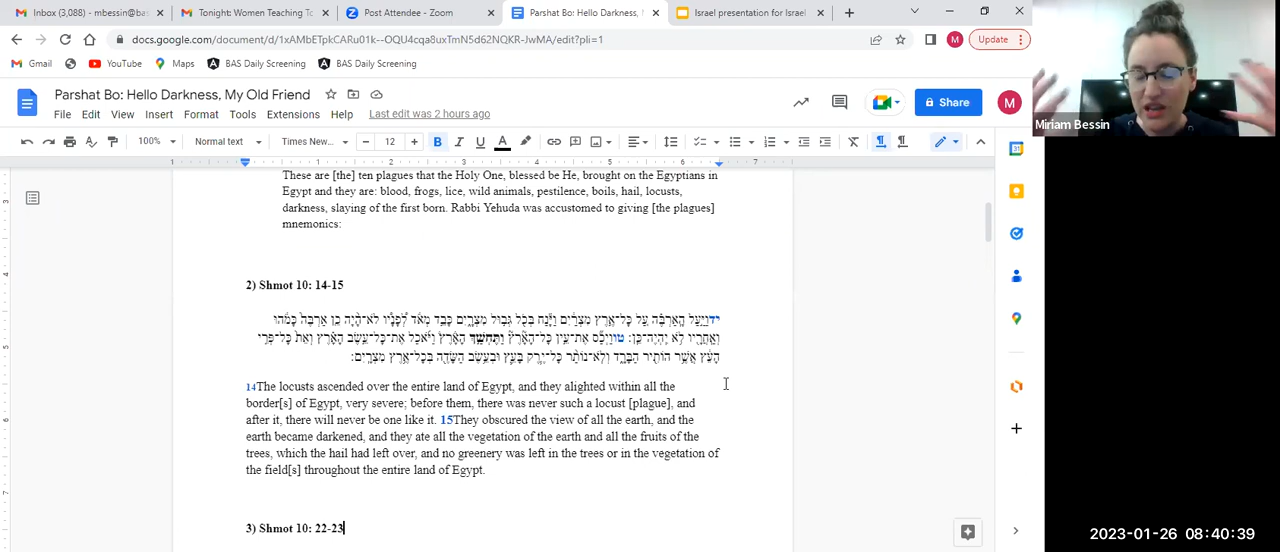 Inbox (3,088) - mbessin@bas
Tonight: Women Teaching To
Post Attendee - Zoom
Parshat Bo: Hello Darkness, M
Israel presentation for Israel
docs.google.com/document/d/1xAMbETpkCARu01k--OQU4cqa8uxTmN5d62NQKR-JwMA/edit?pli=1
Update
Gmail
YouTube
Maps
BAS Daily Screening
BAS Daily Screening
Parshat Bo: Hello Darkness, My Old Friend
File Edit View Insert Format Tools Extensions Help
Last edit was 2 hours ago
Share
M
Miriam Bessin
100%
Normal text
Times New...
12
These are [the] ten plagues that the Holy One, blessed be He, brought on the Egyptians in
Egypt and they are: blood, frogs, lice, wild animals, pestilence, boils, hail, locusts,
darkness, slaying of the first born. Rabbi Yehuda was accustomed to giving [the plagues]
mnemonics:
2) Shmot 10: 14-15
ידוַיַּ֣עַל הָֽאַרְבֶּ֗ה עַ֚ל כָּל־אֶ֣רֶץ מִצְרַ֔יִם וַיָּ֕נַח בְּכֹ֖ל גְּב֣וּל מִצְרָ֑יִם כָּבֵ֣ד מְאֹ֔ד לְ֠פָנָ֠יו לֹא־הָ֨יָה כֵ֤ן אַרְבֶּה֙ כָּמֹ֔הוּ
וְאַֽחֲרָ֖יו לֹ֥א יִֽהְיֶה־כֵּֽן: טווַיְכַ֞ס אֶת־עֵ֣ין כָּל־הָאָ֘רֶץ֘ וַתֶּחְשַׁ֣ךְ הָאָ֒רֶץ֒ וַיֹּ֜אכַל אֶת־כָּל־עֵ֣שֶׂב הָאָ֗רֶץ וְאֵת֙ כָּל־פְּרִ֣י
הָעֵ֔ץ אֲשֶׁ֥ר הוֹתִ֖יר הַבָּרָ֑ד וְלֹא־נוֹתַ֨ר כָּל־יֶ֧רֶק בָּעֵ֛ץ וּבְעֵ֥שֶׂב הַשָּׂדֶ֖ה בְּכָל־אֶ֥רֶץ מִצְרָֽיִם:
14The locusts ascended over the entire land of Egypt, and they alighted within all the
border[s] of Egypt, very severe; before them, there was never such a locust [plague], and
after it, there will never be one like it. 15They obscured the view of all the earth, and the
earth became darkened, and they ate all the vegetation of the earth and all the fruits of the
trees, which the hail had left over, and no greenery was left in the trees or in the vegetation of
the field[s] throughout the entire land of Egypt.
3) Shmot 10: 22-23
2023-01-26 08:40:39